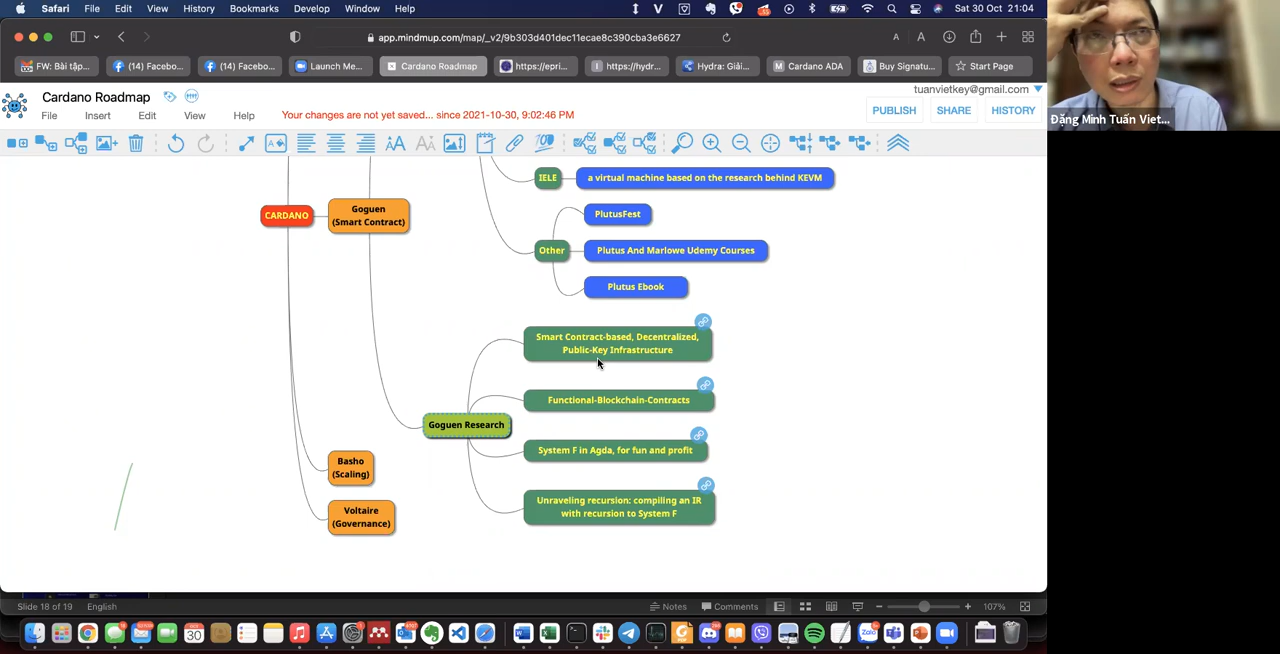 Safari File Edit View History Bookmarks Develop Window Help Sat 30 Oct 21:04
app.mindmup.com/map/_v2/9b303d401dec11ecae8c390cba3e6627
FW: Bài tập... (14) Facebo... (14) Facebo... Launch Me... Cardano Roadmap https://epri... https://hydr... Hydra: Giải... Cardano ADA Buy Signatu... Start Page
Cardano Roadmap
tuanvietkey@gmail.com
File Insert Edit View Help
Your changes are not yet saved... since 2021-10-30, 9:02:46 PM
PUBLISH SHARE HISTORY
Đặng Minh Tuấn Viet...
IELE
a virtual machine based on the research behind KEVM
CARDANO
Goguen
(Smart Contract)
PlutusFest
Other
Plutus And Marlowe Udemy Courses
Plutus Ebook
Smart Contract-based, Decentralized,
Public-Key Infrastructure
Functional-Blockchain-Contracts
Goguen Research
System F in Agda, for fun and profit
Basho
(Scaling)
Unraveling recursion: compiling an IR
with recursion to System F
Voltaire
(Governance)
Slide 18 of 19 English Notes Comments 107%